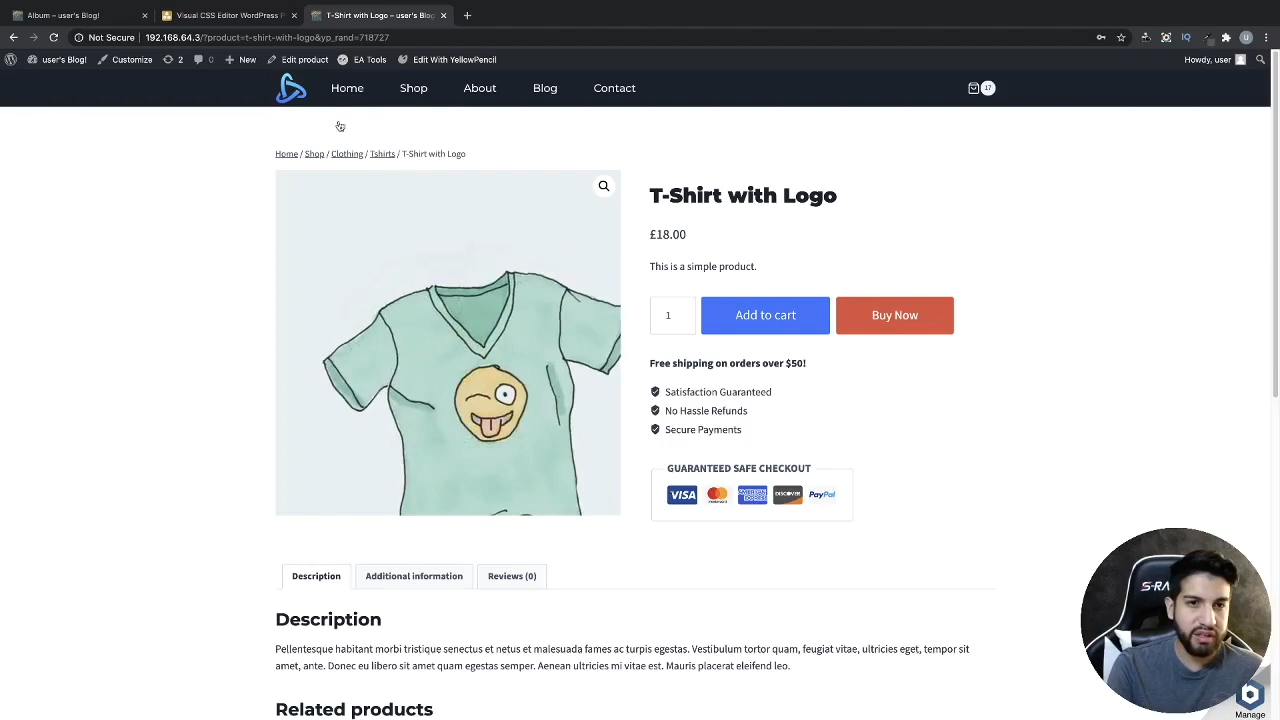 Album – user's Blog!
Visual CSS Editor WordPress P
T-Shirt with Logo – user's Blog
Not Secure
192.168.64.3/?product=t-shirt-with-logo&yp_rand=718727
IQ
U
user's Blog!
Customize
2
0
New
Edit product
EA Tools
Edit With YellowPencil
Howdy, user
Home
Shop
About
Blog
Contact
17
Home / Shop / Clothing / Tshirts / T-Shirt with Logo
T-Shirt with Logo
£18.00
This is a simple product.
1
Add to cart
Buy Now
Free shipping on orders over $50!
Satisfaction Guaranteed
No Hassle Refunds
Secure Payments
GUARANTEED SAFE CHECKOUT
VISA
mastercard
AMERICAN EXPRESS
DISCOVER
PayPal
Description
Additional information
Reviews (0)
Description
Pellentesque habitant morbi tristique senectus et netus et malesuada fames ac turpis egestas. Vestibulum tortor quam, feugiat vitae, ultricies eget, tempor sit
amet, ante. Donec eu libero sit amet quam egestas semper. Aenean ultricies mi vitae est. Mauris placerat eleifend leo.
Related products
S-RA
Manage